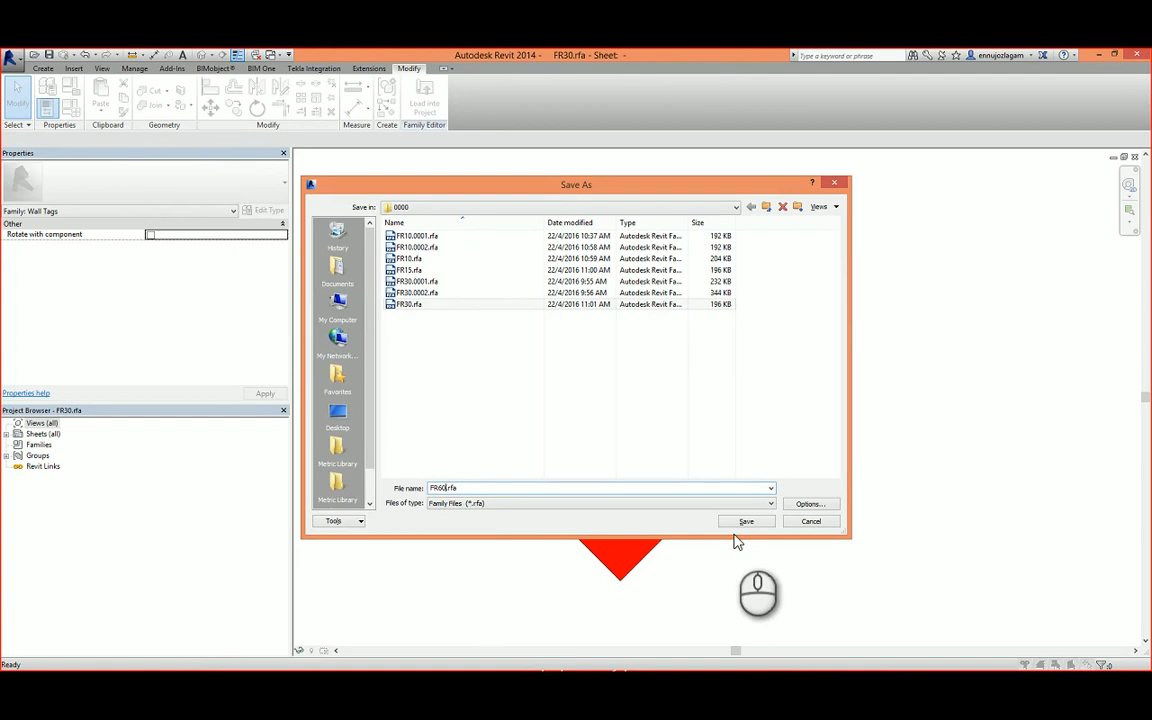 Autodesk Revit 2014 - FR30.rfa - Sheet: -
Type a keyword or phrase
ennujozlagam
Create Insert View Manage Add-Ins BIMobject® BIM One Tekla Integration Extensions Modify
Modify
Paste
Cut
Join
Load into
Project
Select Properties Clipboard Geometry Modify Measure Create Family Editor
Properties
Family: Wall Tags
Edit Type
Other
Rotate with component
Properties help
Apply
Project Browser - FR30.rfa
Views (all)
Sheets (all)
Families
Groups
Revit Links
Save As
Save in: 0000 Views
Name Date modified Type Size
FR10.0001.rfa 22/4/2016 10:37 AM Autodesk Revit Fa... 192 KB
FR10.0002.rfa 22/4/2016 10:58 AM Autodesk Revit Fa... 192 KB
FR10.rfa 22/4/2016 10:59 AM Autodesk Revit Fa... 204 KB
FR15.rfa 22/4/2016 11:00 AM Autodesk Revit Fa... 196 KB
FR30.0001.rfa 22/4/2016 9:55 AM Autodesk Revit Fa... 232 KB
FR30.0002.rfa 22/4/2016 9:56 AM Autodesk Revit Fa... 344 KB
FR30.rfa 22/4/2016 11:01 AM Autodesk Revit Fa... 196 KB
History
Documents
My Computer
My Network...
Favorites
Desktop
Metric Library
Metric Library
File name: FR60.rfa
Files of type: Family Files (*.rfa)
Options...
Tools
Save
Cancel
Ready
:0